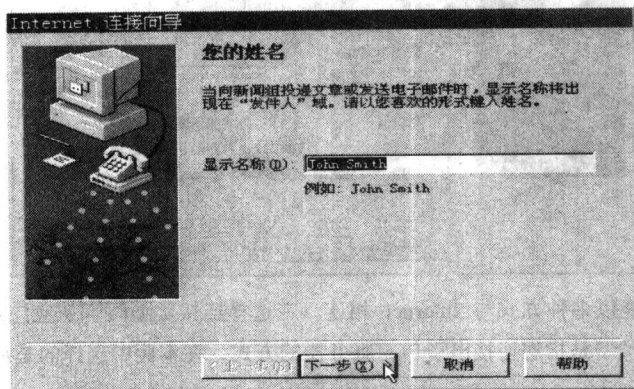 Internet 连接向导
您的姓名
当向新闻组投递文章或发送电子邮件时，显示名称将出
现在“发件人”域。请以您喜欢的形式键入姓名。
显示名称(D): John Smith
例如: John Smith
<上一步(B) 下一步(X) > 取消 帮助